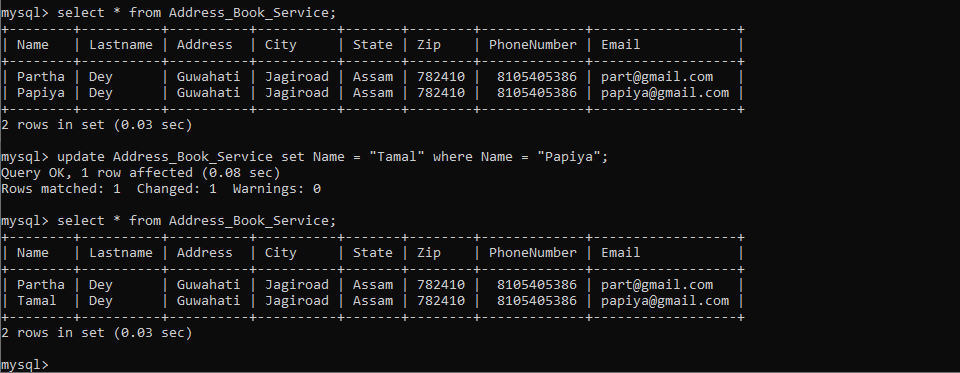 mysql> select * from Address_Book_Service;
+--------+----------+----------+----------+-------+--------+-------------+------------------+
| Name   | Lastname | Address  | City     | State | Zip    | PhoneNumber | Email            |
+--------+----------+----------+----------+-------+--------+-------------+------------------+
| Partha | Dey      | Guwahati | Jagiroad | Assam | 782410 |  8105405386 | part@gmail.com   |
| Papiya | Dey      | Guwahati | Jagiroad | Assam | 782410 |  8105405386 | papiya@gmail.com |
+--------+----------+----------+----------+-------+--------+-------------+------------------+
2 rows in set (0.03 sec)
mysql> update Address_Book_Service set Name = "Tamal" where Name = "Papiya";
Query OK, 1 row affected (0.08 sec)
Rows matched: 1  Changed: 1  Warnings: 0
mysql> select * from Address_Book_Service;
+--------+----------+----------+----------+-------+--------+-------------+------------------+
| Name   | Lastname | Address  | City     | State | Zip    | PhoneNumber | Email            |
+--------+----------+----------+----------+-------+--------+-------------+------------------+
| Partha | Dey      | Guwahati | Jagiroad | Assam | 782410 |  8105405386 | part@gmail.com   |
| Tamal  | Dey      | Guwahati | Jagiroad | Assam | 782410 |  8105405386 | papiya@gmail.com |
+--------+----------+----------+----------+-------+--------+-------------+------------------+
2 rows in set (0.03 sec)
mysql>